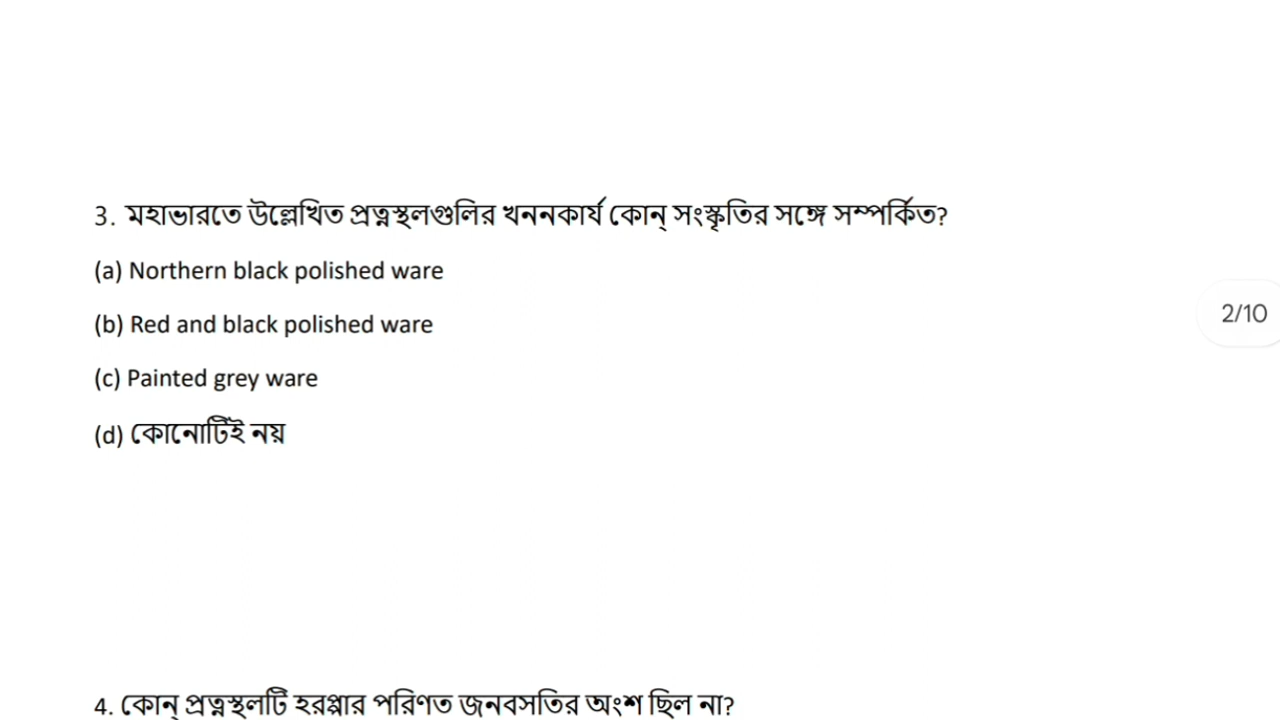 3. মহাভারতে উল্লেখিত প্রত্নস্থলগুলির খননকার্য কোন্ সংস্কৃতির সঙ্গে সম্পর্কিত?
(a) Northern black polished ware
2/10
(b) Red and black polished ware
(c) Painted grey ware
(d) কোনোটিই নয়
4. কোন্ প্রত্নস্থলটি হরপ্পার পরিণত জনবসতির অংশ ছিল না?